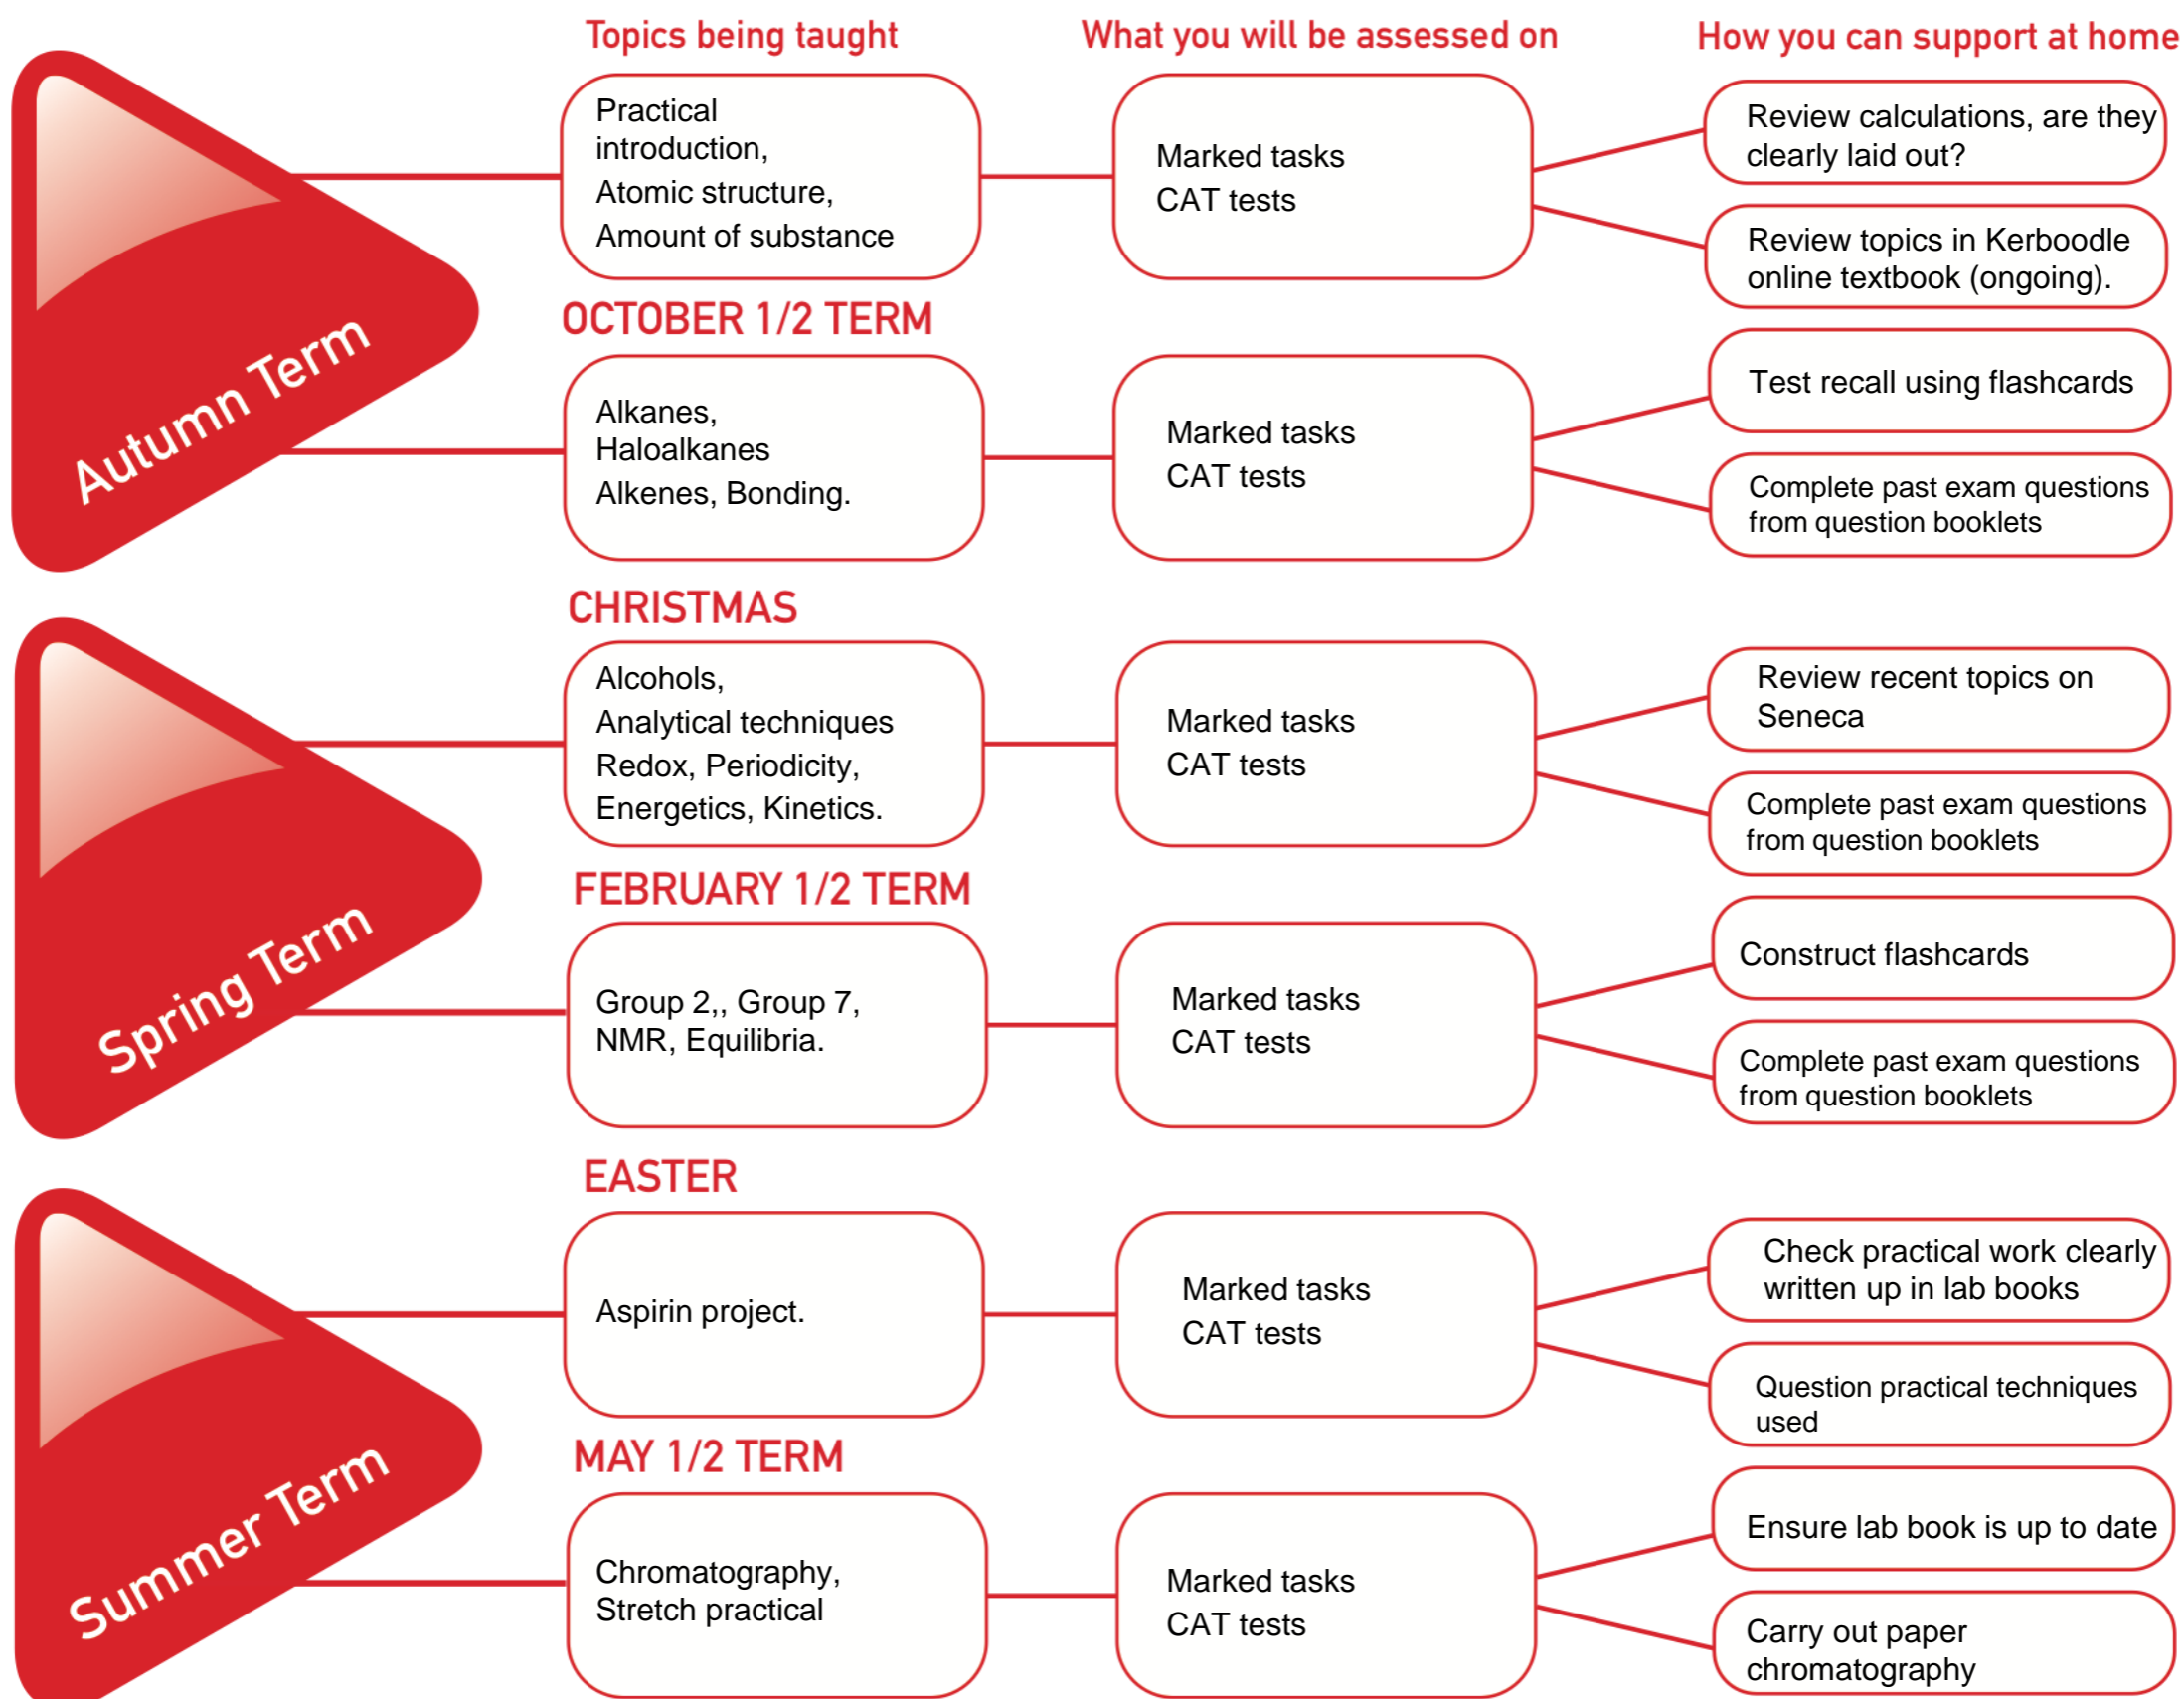 Topics being taught
What you will be assessed on
How you can support at home
Autumn Term
Practical
introduction,
Atomic structure,
Amount of substance
Marked tasks
CAT tests
Review calculations, are they
clearly laid out?
Review topics in Kerboodle
online textbook (ongoing).
OCTOBER 1/2 TERM
Alkanes,
Haloalkanes
Alkenes, Bonding.
Marked tasks
CAT tests
Test recall using flashcards
Complete past exam questions
from question booklets
CHRISTMAS
Spring Term
Alcohols,
Analytical techniques
Redox, Periodicity,
Energetics, Kinetics.
Marked tasks
CAT tests
Review recent topics on
Seneca
Complete past exam questions
from question booklets
FEBRUARY 1/2 TERM
Group 2,, Group 7,
NMR, Equilibria.
Marked tasks
CAT tests
Construct flashcards
Complete past exam questions
from question booklets
EASTER
Summer Term
Aspirin project.
Marked tasks
CAT tests
Check practical work clearly
written up in lab books
Question practical techniques
used
MAY 1/2 TERM
Chromatography,
Stretch practical
Marked tasks
CAT tests
Ensure lab book is up to date
Carry out paper
chromatography